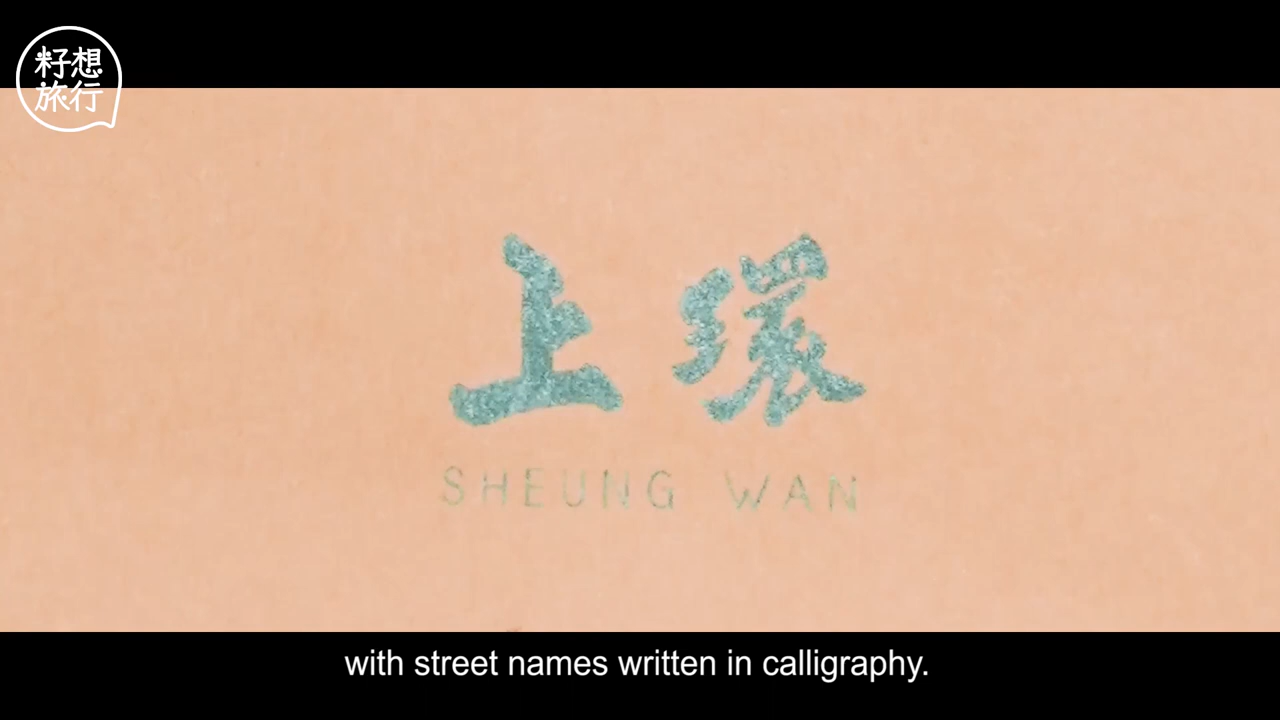 籽想
旅行
上環
SHEUNG WAN
with street names written in calligraphy.